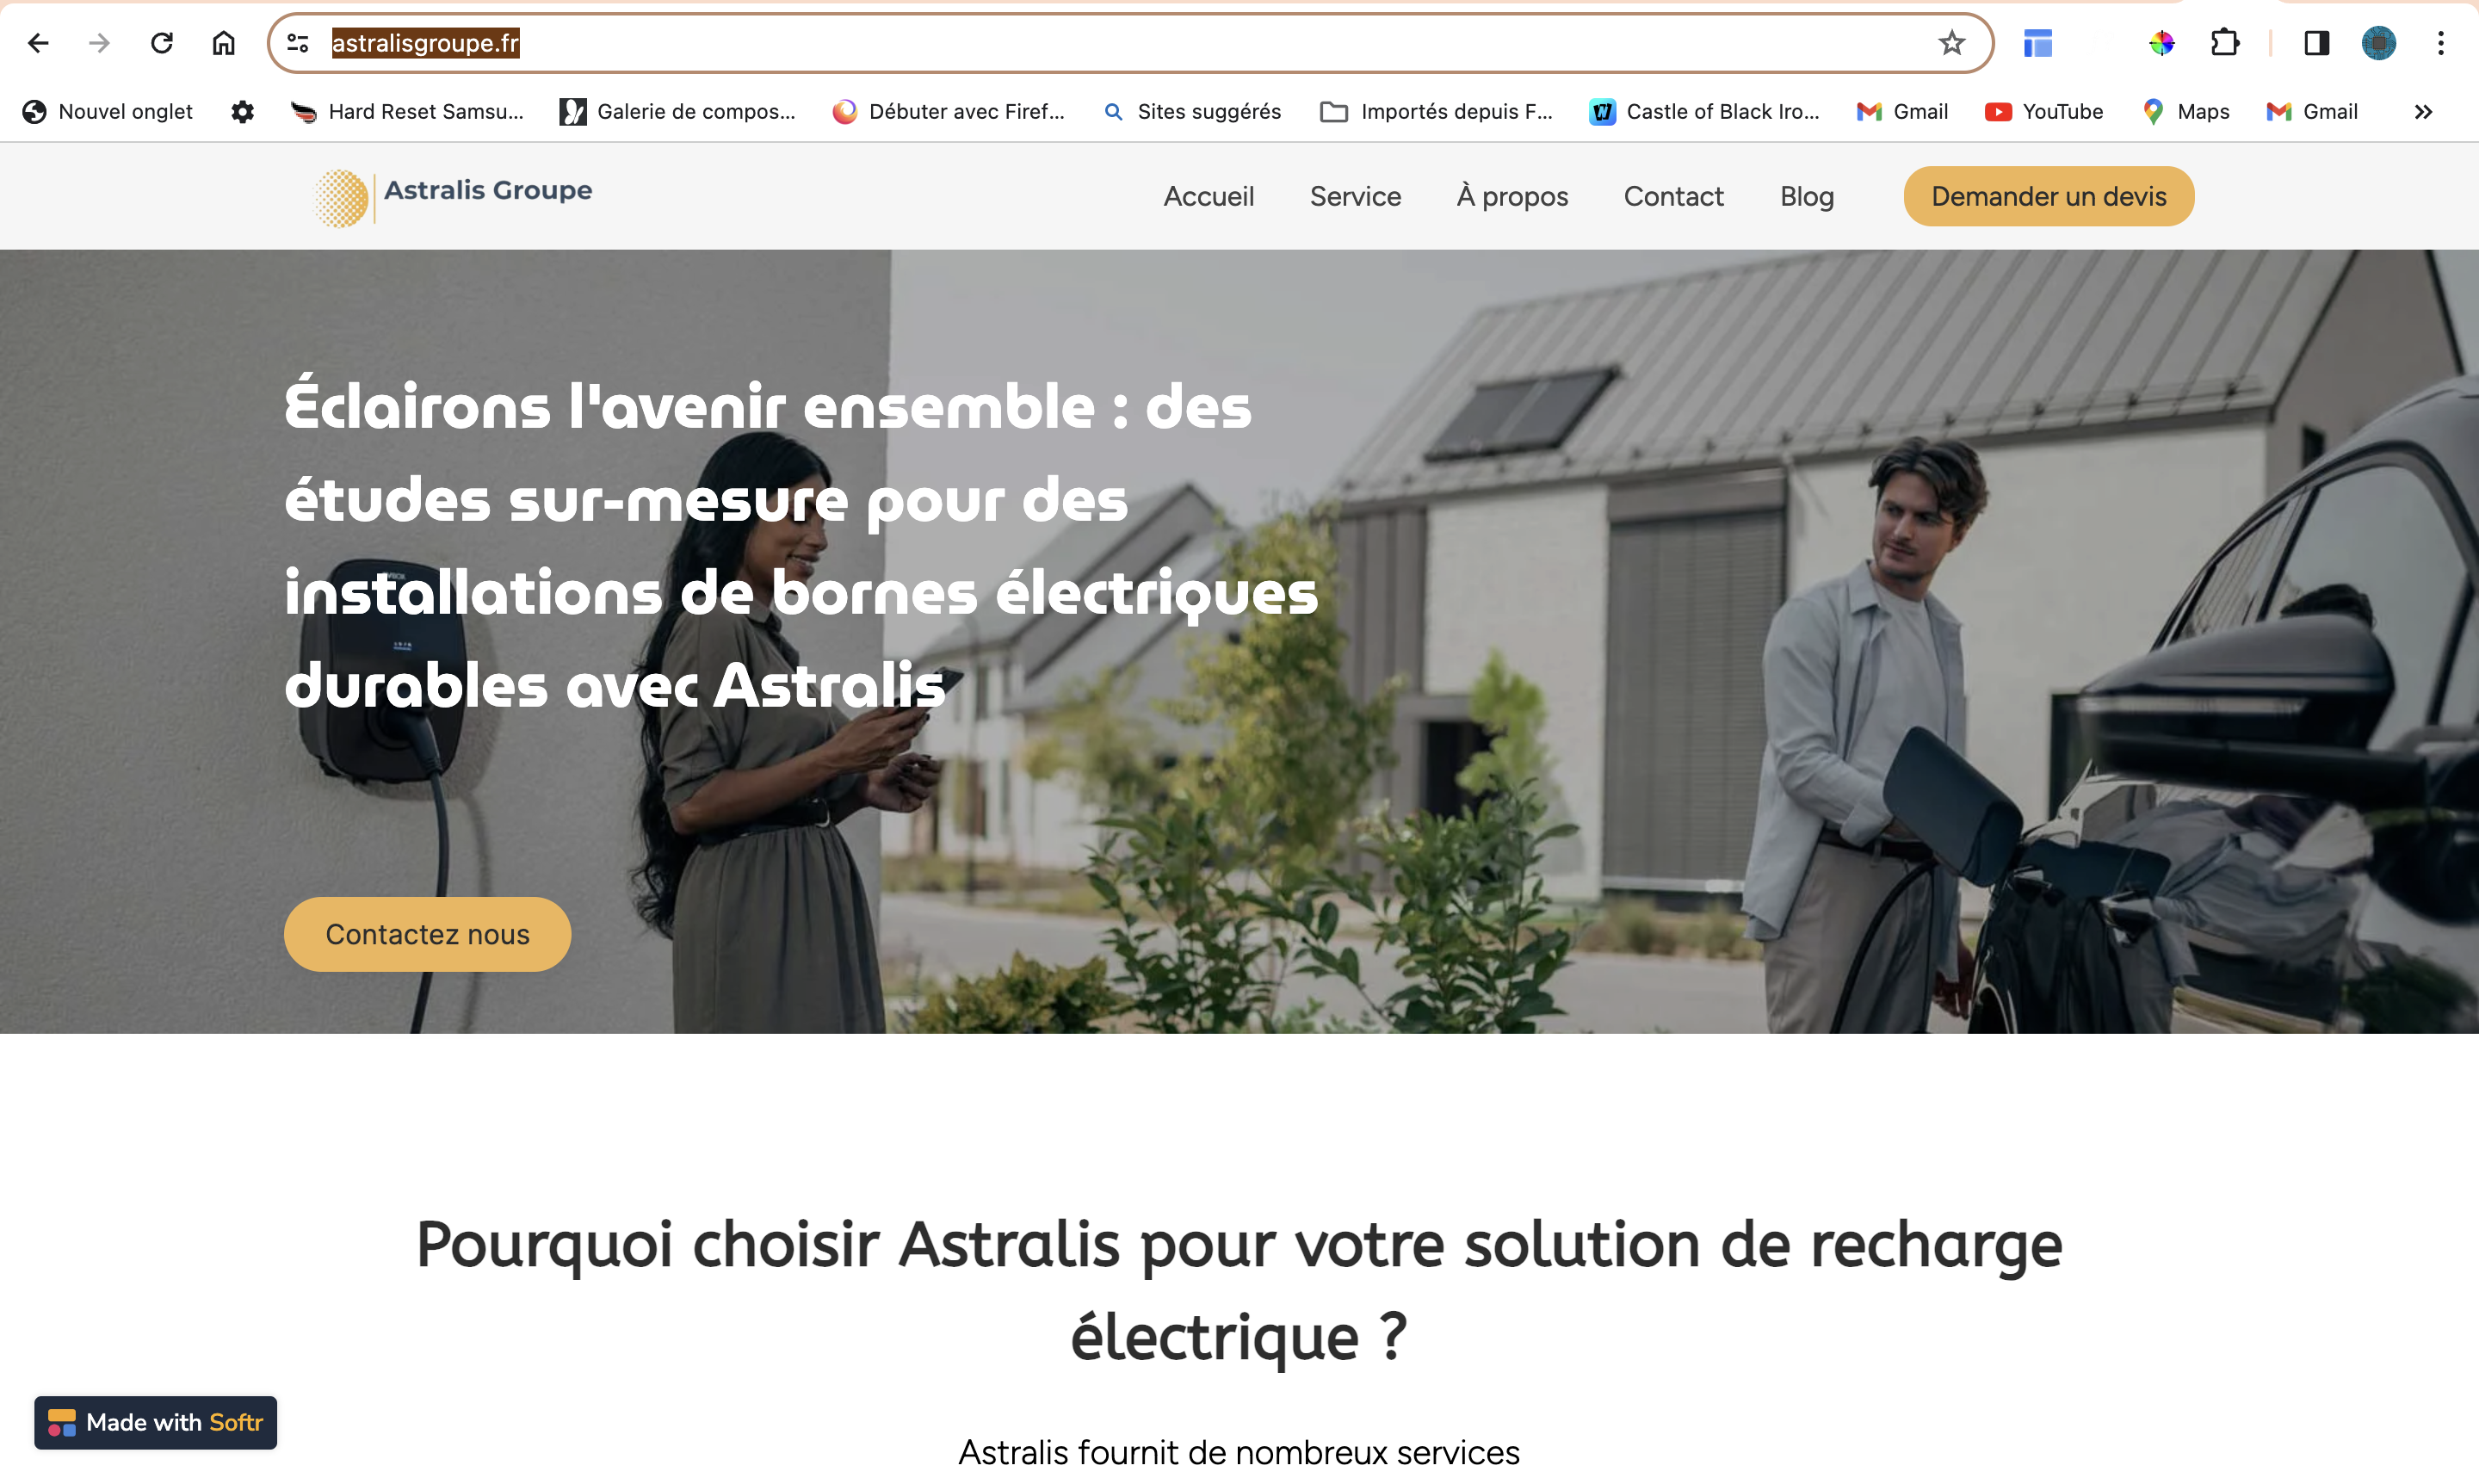 astralisgroupe.fr
Nouvel onglet
Hard Reset Samsu...
Galerie de compos...
Débuter avec Firef...
Sites suggérés
Importés depuis F...
Castle of Black Iro...
Gmail
YouTube
Maps
Gmail
Astralis Groupe
Accueil
Service
À propos
Contact
Blog
Demander un devis
Éclairons l'avenir ensemble : des
études sur-mesure pour des
installations de bornes électriques
durables avec Astralis
Contactez nous
Pourquoi choisir Astralis pour votre solution de recharge
électrique ?
Astralis fournit de nombreux services
Made with Softr